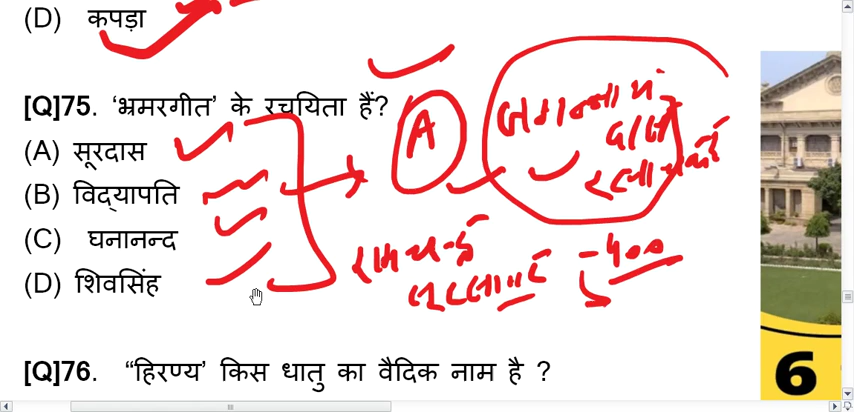 (D) कपड़ा
[Q]75. ‘भ्रमरगीत’ के रचयिता हैं?
(A) सूरदास
(B) विद्यापति
(C) घनानन्द
(D) शिवसिंह
A
[Q]76. “हिरण्य’ किस धातु का वैदिक नाम है ?
6